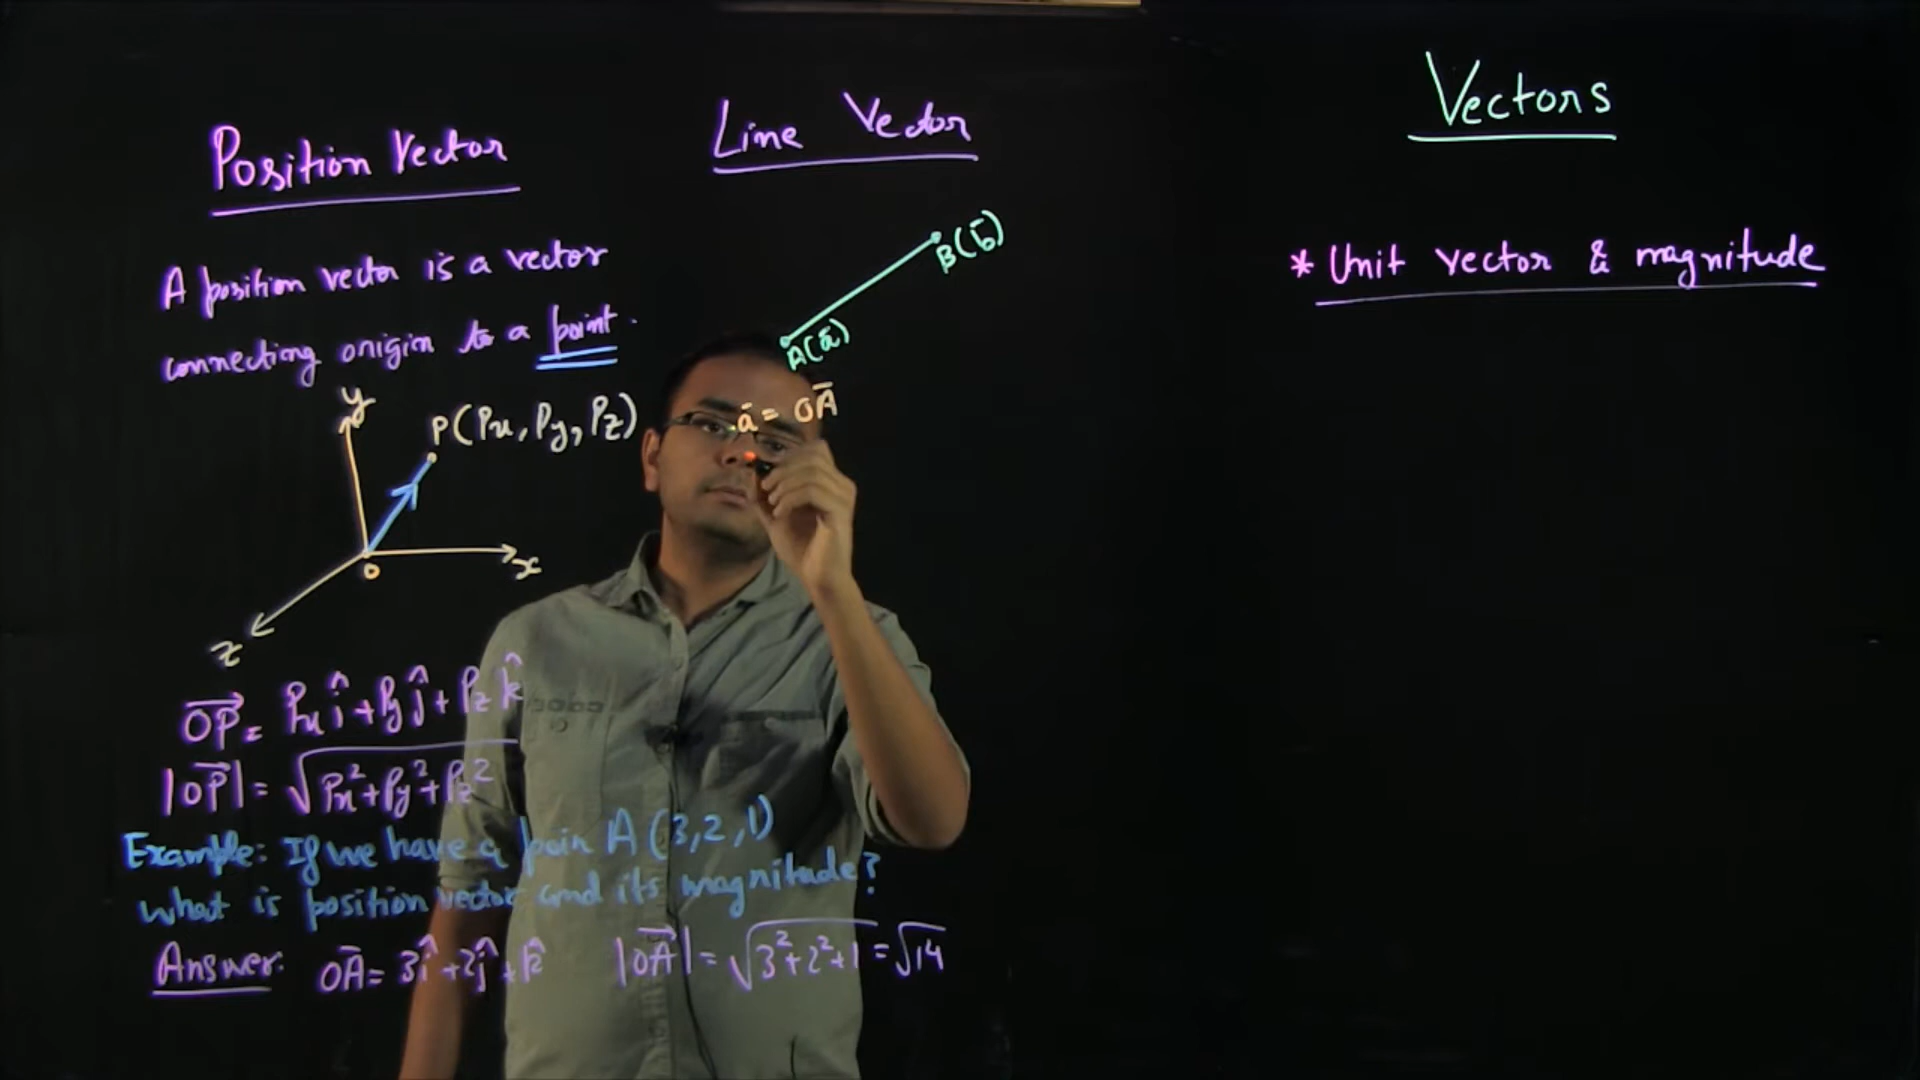 Position Vector
A position vector is a vector
connecting origin to a point.
y
P(Px, Py, Pz)
O
x
z
OP = Px i + Py j + Pz k
|OP| = √Px² + Py² + Pz²
Example: If we have a poin A (3,2,1)
what is position vector and its magnitude?
Answer: OA = 3i + 2j + k |OA| = √3² + 2² + 1 = √14
Line Vector
B(b)
A(a)
a = OA
Vectors
* Unit vector & magnitude